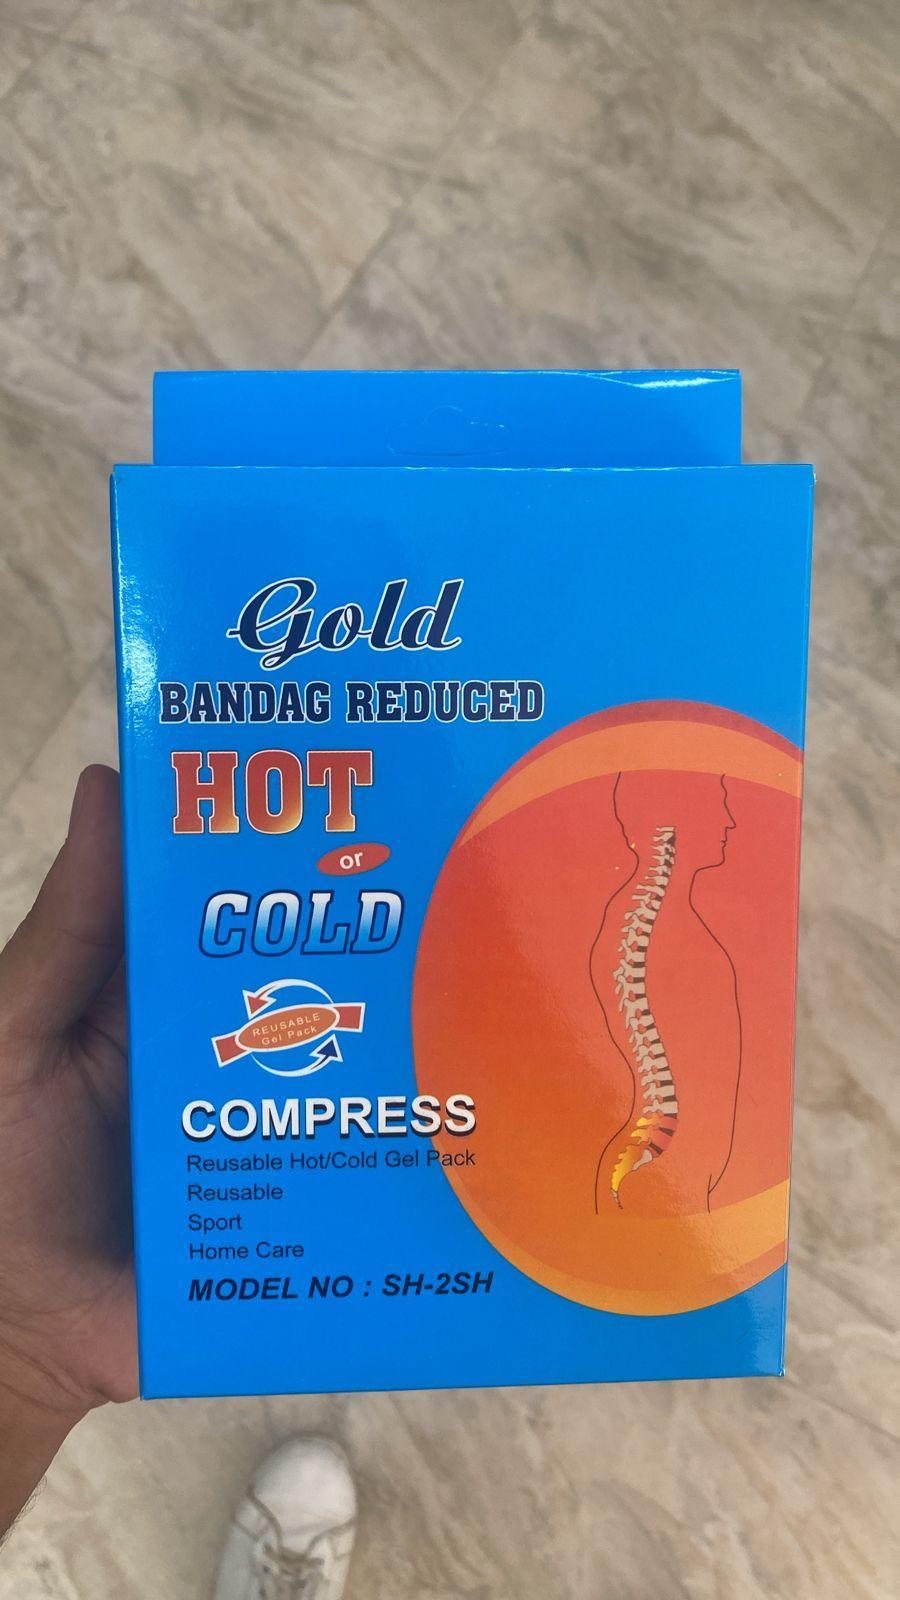 Gold
BANDAG REDUCED
HOT
or
COLD
REUSABLE
Gel Pack
COMPRESS
Reusable Hot/Cold Gel Pack
Reusable
Sport
Home Care
MODEL NO : SH-2SH